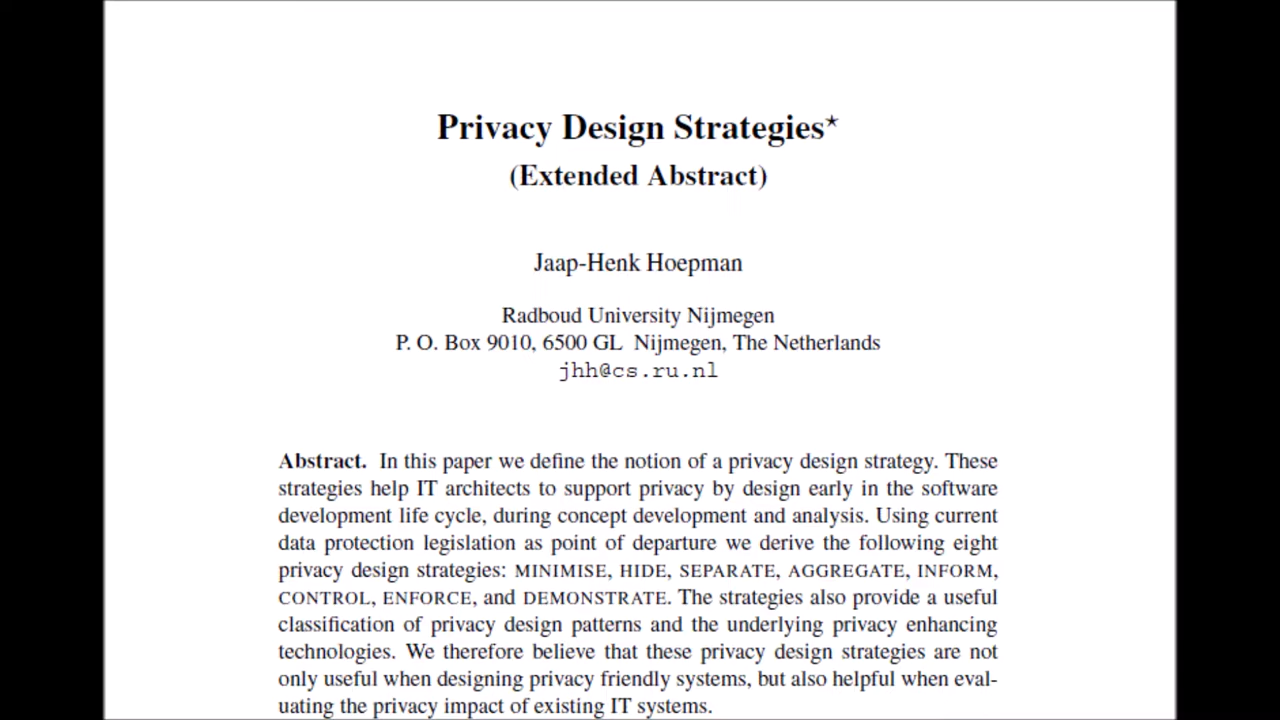 Privacy Design Strategies⋆
(Extended Abstract)
Jaap-Henk Hoepman
Radboud University Nijmegen
P. O. Box 9010, 6500 GL Nijmegen, The Netherlands
jhh@cs.ru.nl
Abstract. In this paper we define the notion of a privacy design strategy. These
strategies help IT architects to support privacy by design early in the software
development life cycle, during concept development and analysis. Using current
data protection legislation as point of departure we derive the following eight
privacy design strategies: MINIMISE, HIDE, SEPARATE, AGGREGATE, INFORM,
CONTROL, ENFORCE, and DEMONSTRATE. The strategies also provide a useful
classification of privacy design patterns and the underlying privacy enhancing
technologies. We therefore believe that these privacy design strategies are not
only useful when designing privacy friendly systems, but also helpful when eval-
uating the privacy impact of existing IT systems.